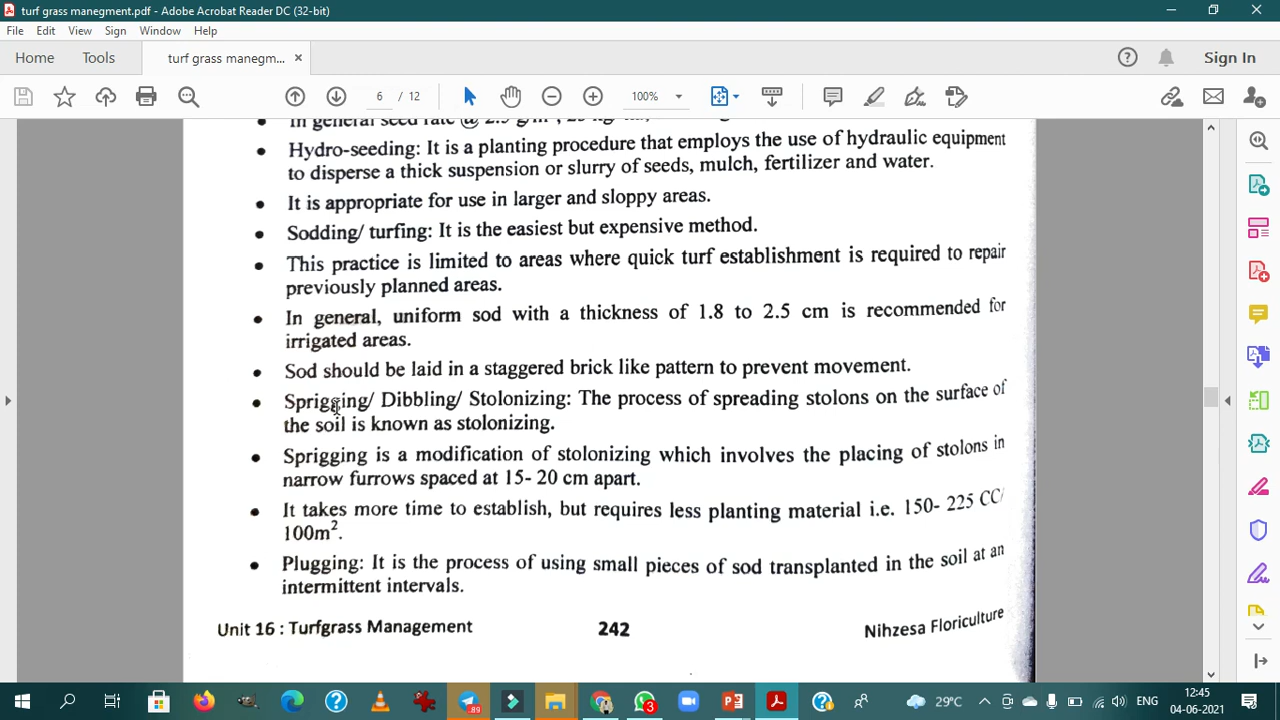 turf grass manegment.pdf - Adobe Acrobat Reader DC (32-bit)
File Edit View Sign Window Help
Home Tools turf grass manegm... × Sign In
6 / 12 100%
In general seed rate @ 2.5 g/m²
Hydro-seeding: It is a planting procedure that employs the use of hydraulic equipment
to disperse a thick suspension or slurry of seeds, mulch, fertilizer and water.
It is appropriate for use in larger and sloppy areas.
Sodding/ turfing: It is the easiest but expensive method.
This practice is limited to areas where quick turf establishment is required to repair
previously planned areas.
In general, uniform sod with a thickness of 1.8 to 2.5 cm is recommended for
irrigated areas.
Sod should be laid in a staggered brick like pattern to prevent movement.
Sprigging/ Dibbling/ Stolonizing: The process of spreading stolons on the surface of
the soil is known as stolonizing.
Sprigging is a modification of stolonizing which involves the placing of stolons in
narrow furrows spaced at 15- 20 cm apart.
It takes more time to establish, but requires less planting material i.e. 150- 225 CC/
100m².
Plugging: It is the process of using small pieces of sod transplanted in the soil at an
intermittent intervals.
Unit 16 : Turfgrass Management 242 Nihzesa Floriculture
89 3 29°C ENG 12:45
04-06-2021